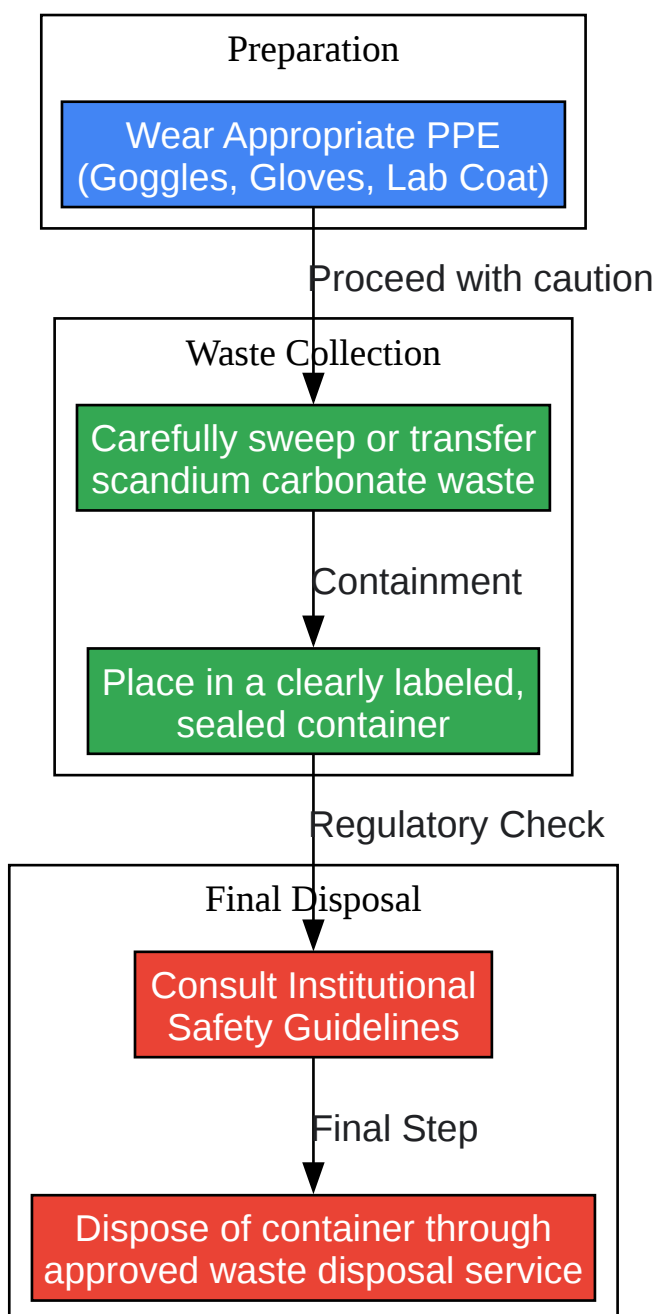 Preparation
Wear Appropriate PPE
(Goggles, Gloves, Lab Coat)
Proceed with caution
Waste Collection
Carefully sweep or transfer
scandium carbonate waste
Containment
Place in a clearly labeled,
sealed container
Regulatory Check
Final Disposal
Consult Institutional
Safety Guidelines
Final Step
Dispose of container through
approved waste disposal service